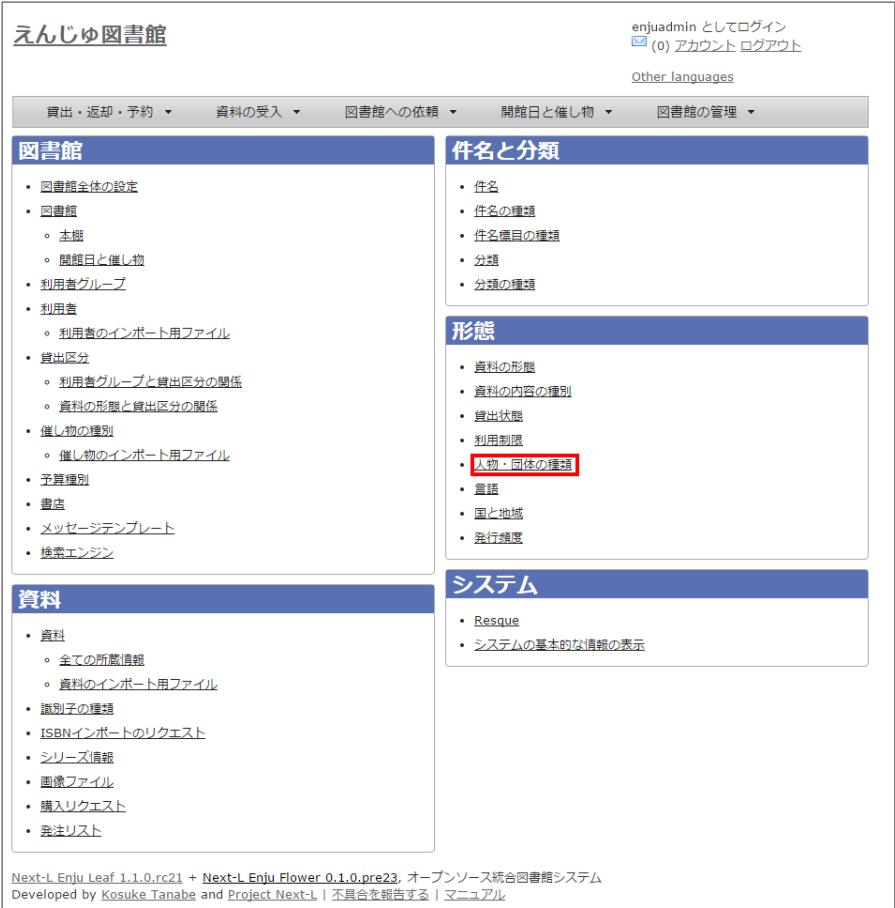 えんじゅ図書館
enjuadmin としてログイン
(0) アカウント ログアウト
Other languages
貸出・返却・予約 ▼ 資料の受入 ▼ 図書館への依頼 ▼ 開館日と催し物 ▼ 図書館の管理 ▼
図書館
図書館全体の設定
図書館
本棚
開館日と催し物
利用者グループ
利用者
利用者のインポート用ファイル
貸出区分
利用者グループと貸出区分の関係
資料の形態と貸出区分の関係
催し物の種別
催し物のインポート用ファイル
予算種別
書店
メッセージテンプレート
検索エンジン
資料
資料
全ての所蔵情報
資料のインポート用ファイル
識別子の種類
ISBNインポートのリクエスト
シリーズ情報
画像ファイル
購入リクエスト
発注リスト
件名と分類
件名
件名の種類
件名標目の種類
分類
分類の種類
形態
資料の形態
資料の内容の種別
貸出状態
利用制限
人物・団体の種類
言語
国と地域
発行頻度
システム
Resque
システムの基本的な情報の表示
Next-L Enju Leaf 1.1.0.rc21 + Next-L Enju Flower 0.1.0.pre23, オープンソース統合図書館システム
Developed by Kosuke Tanabe and Project Next-L | 不具合を報告する | マニュアル